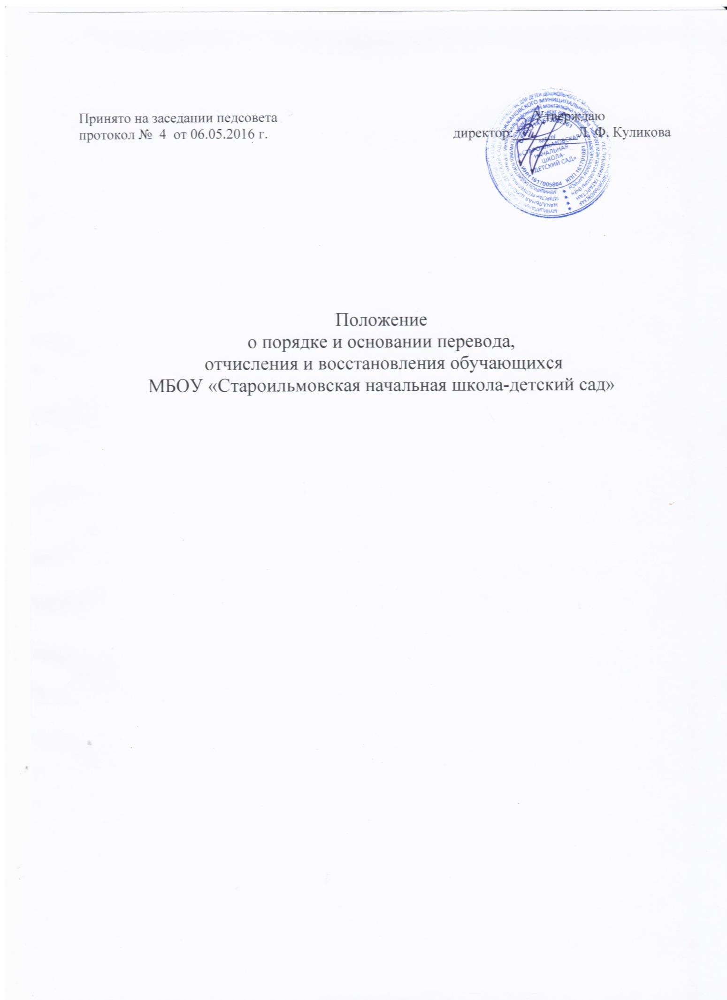 Принято на заседании педсовета
протокол № 4 от 06.05.2016 г.
Утверждаю
директор: Л. Ф. Куликова
МБОУ
«СТАРОИЛЬМОВСКАЯ
НАЧАЛЬНАЯ
ШКОЛА-
ДЕТСКИЙ САД»
ИНН 1617005804 КПП 161701001
Положение
о порядке и основании перевода,
отчисления и восстановления обучающихся
МБОУ «Староильмовская начальная школа-детский сад»